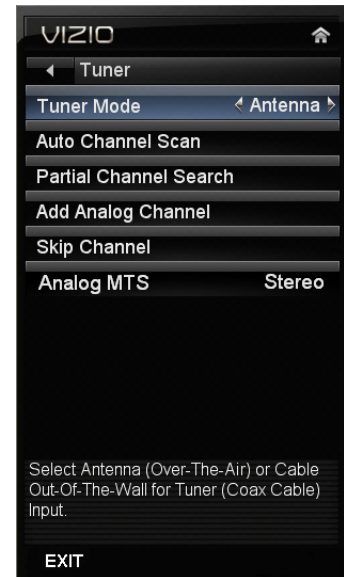 VIZIO
Tuner
Tuner Mode Antenna
Auto Channel Scan
Partial Channel Search
Add Analog Channel
Skip Channel
Analog MTS Stereo
Select Antenna (Over-The-Air) or Cable
Out-Of-The-Wall for Tuner (Coax Cable)
Input.
EXIT